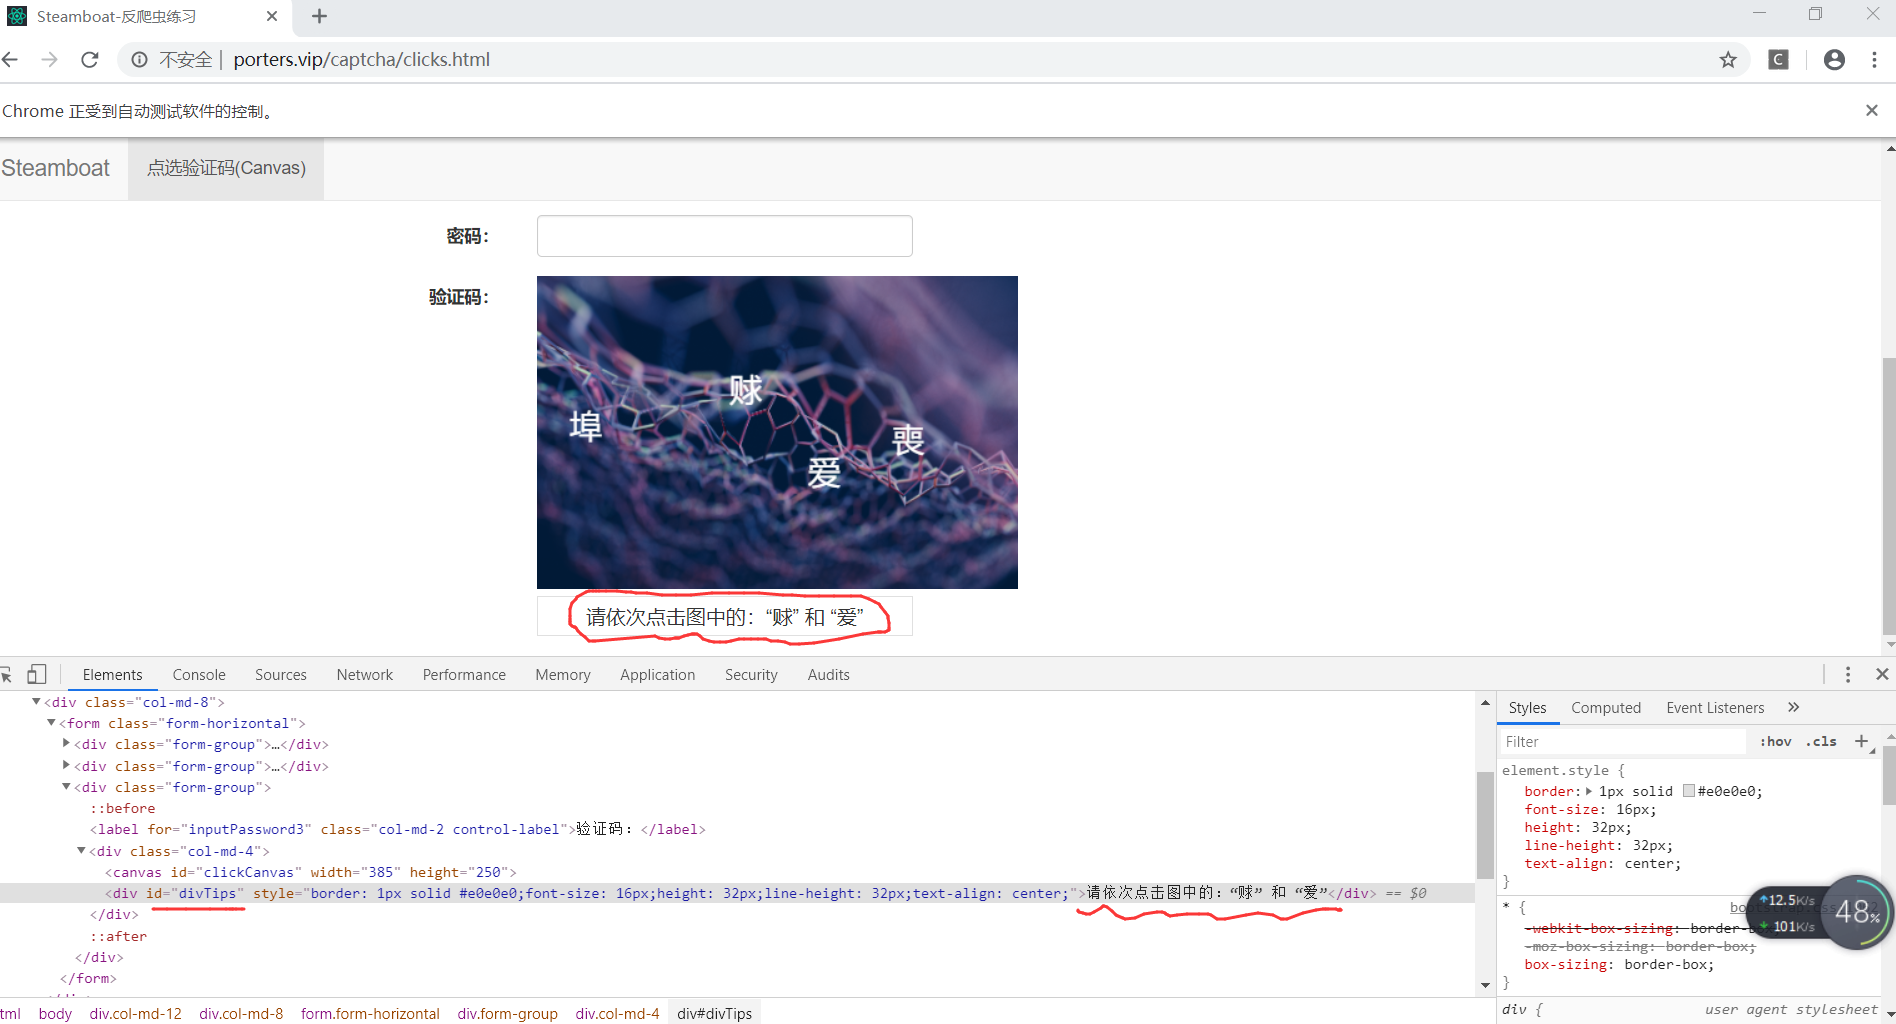 Steamboat-反爬虫练习
不安全 | porters.vip/captcha/clicks.html
C
Chrome 正受到自动测试软件的控制。
Steamboat 点选验证码(Canvas)
密码：
验证码：
赇
埠
喪
爱
请依次点击图中的：“赇” 和 “爱”
Elements Console Sources Network Performance Memory Application Security Audits
<div class="col-md-8">
<form class="form-horizontal">
<div class="form-group">…</div>
<div class="form-group">…</div>
<div class="form-group">
::before
<label for="inputPassword3" class="col-md-2 control-label">验证码：</label>
<div class="col-md-4">
<canvas id="clickCanvas" width="385" height="250">
<div id="divTips" style="border: 1px solid #e0e0e0;font-size: 16px;height: 32px;line-height: 32px;text-align: center;">请依次点击图中的：“赇” 和 “爱”</div> == $0
</div>
::after
</div>
</form>
tml body div.col-md-12 div.col-md-8 form.form-horizontal div.form-group div.col-md-4 div#divTips
Styles Computed Event Listeners »
Filter :hov .cls +
element.style {
border: 1px solid #e0e0e0;
font-size: 16px;
height: 32px;
line-height: 32px;
text-align: center;
}
* {
-webkit-box-sizing: border-b
-moz-box-sizing: border-box;
box-sizing: border-box;
}
div { user agent stylesheet
12.5K/s
101K/s
48%